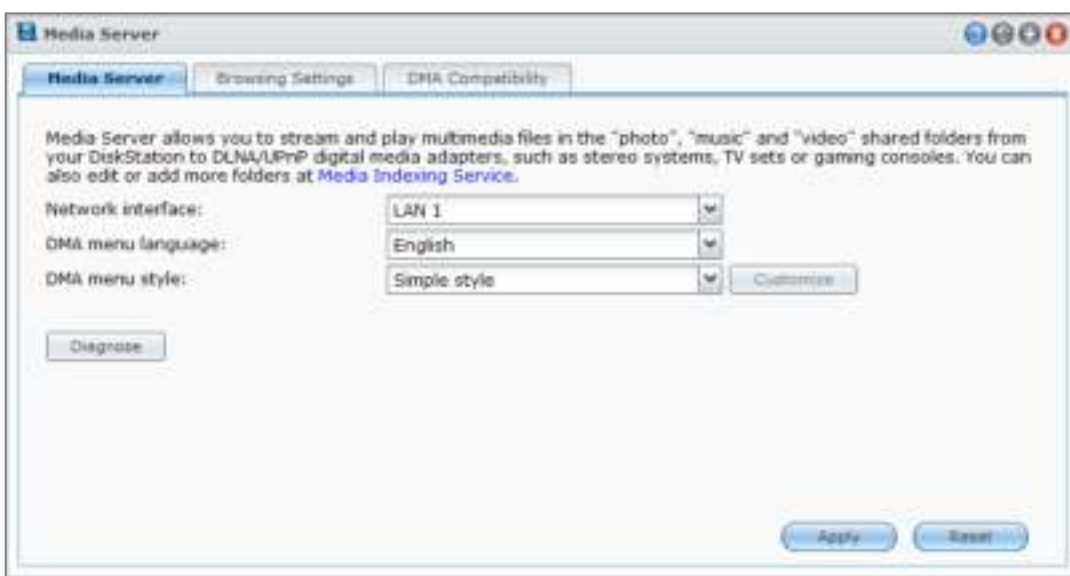 Media Server
Media Server Browsing Settings DMA Compatibility
Media Server allows you to stream and play multimedia files in the "photo", "music" and "video" shared folders from
your DiskStation to DLNA/UPnP digital media adapters, such as stereo systems, TV sets or gaming consoles. You can
also edit or add more folders at Media Indexing Service.
Network interface: LAN 1
DMA menu language: English
DMA menu style: Simple style Customize
Diagnose
Apply Reset